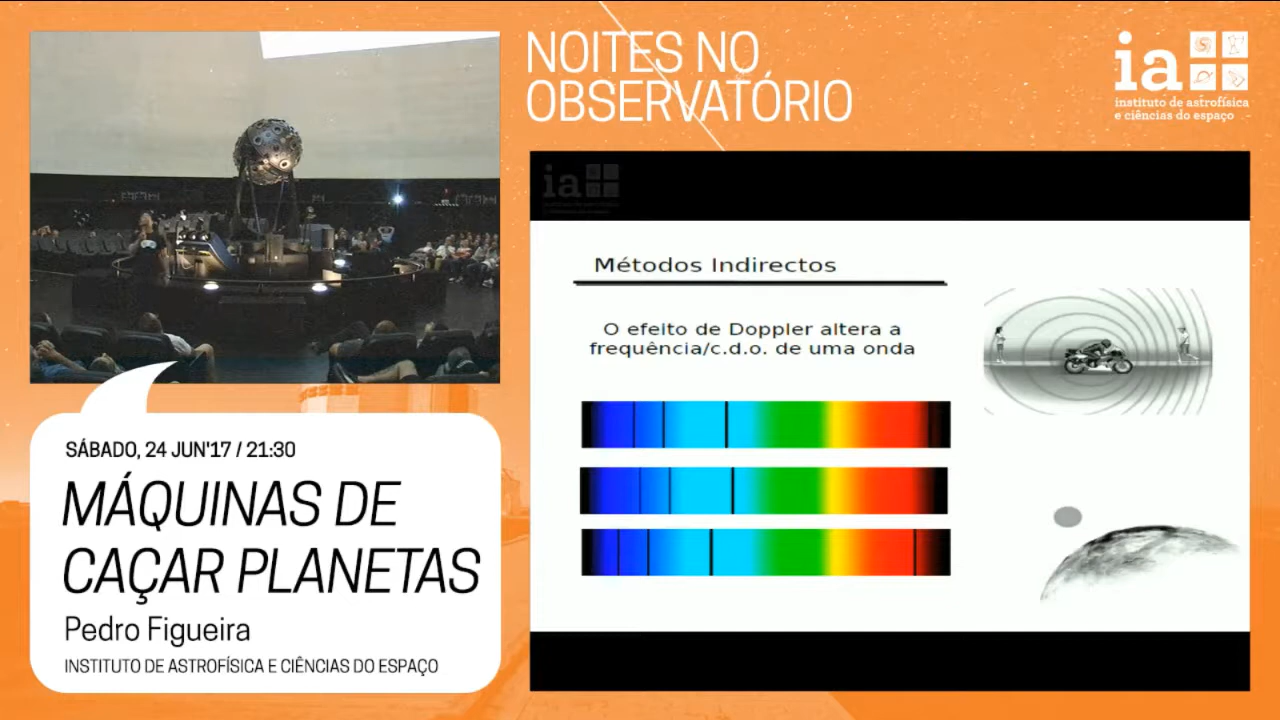 NOITES NO
OBSERVATÓRIO
ia
instituto de astrofísica
e ciências do espaço
ia
Métodos Indirectos
O efeito de Doppler altera a
frequência/c.d.o. de uma onda
SÁBADO, 24 JUN'17 / 21:30
MÁQUINAS DE
CAÇAR PLANETAS
Pedro Figueira
INSTITUTO DE ASTROFÍSICA E CIÊNCIAS DO ESPAÇO